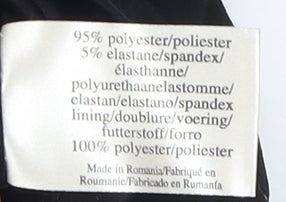 95% polyester/poliester
5% elastane/spandex/
élasthanne/
polyurethaanelastomme/
elastan/elastano/spandex
lining/doublure/voering/
futterstoff/forro
100% polyester/poliester
Made in Romania/Fabriqué en
Roumanie/Fabricado en Rumanía